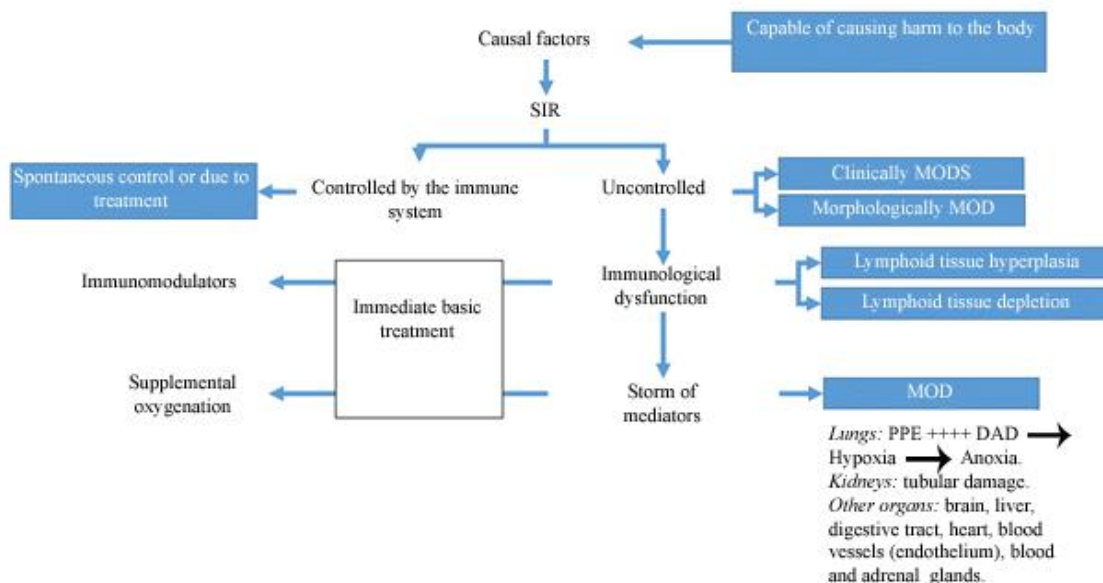 Capable of causing harm to the body
Causal factors
SIR
Spontaneous control or due to
treatment
Controlled by the immune
system
Uncontrolled
Clinically MODS
Morphologically MOD
Immunomodulators
Immediate basic
treatment
Immunological
dysfunction
Lymphoid tissue hyperplasia
Lymphoid tissue depletion
Supplemental
oxygenation
Storm of
mediators
MOD
Lungs: PPE ++++ DAD
Hypoxia Anoxia.
Kidneys: tubular damage.
Other organs: brain, liver,
digestive tract, heart, blood
vessels (endothelium), blood
and adrenal glands.